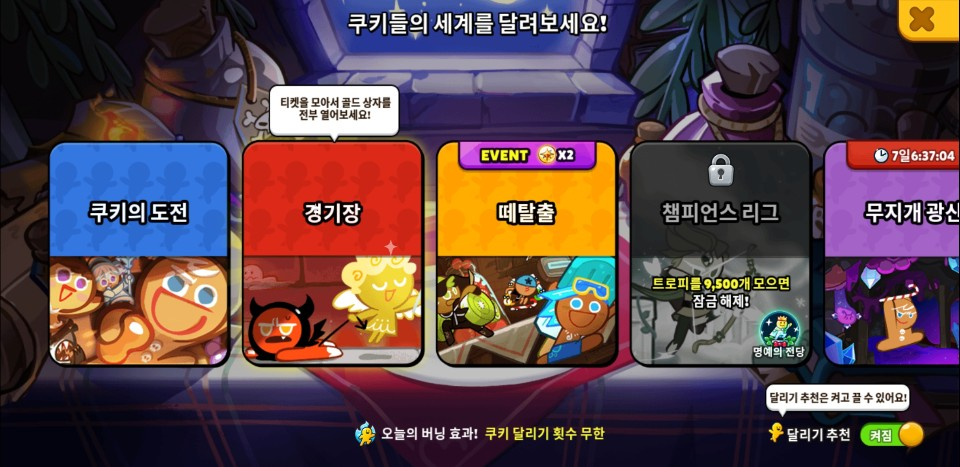 쿠키들의 세계를 달려보세요!
티켓을 모아서 골드 상자를
전부 열어보세요!
EVENT X2
7일6:37:04
쿠키의 도전
경기장
떼탈출
챔피언스 리그
무지개 광산
트로피를 9,500개 모으면
잠금 해제!
명예의 전당
달리기 추천은 켜고 끌 수 있어요!
오늘의 버닝 효과! 쿠키 달리기 횟수 무한
달리기 추천 켜짐